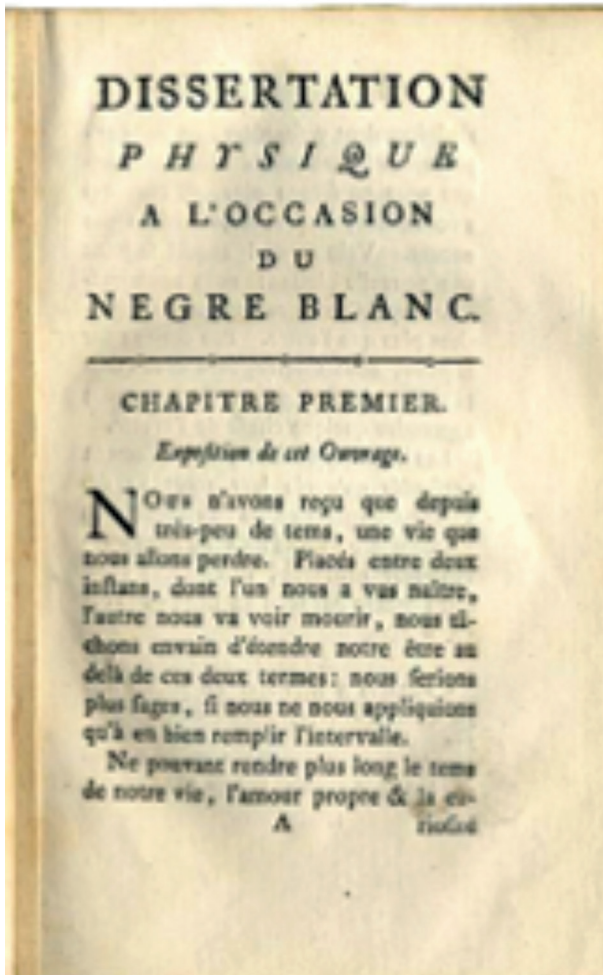 DISSERTATION
PHYSIQUE
A L'OCCASION
DU
NEGRE BLANC.
CHAPITRE PREMIER.
Exposition de cet Ouvrage.
NOUS n'avons reçu que depuis
très-peu de tems, une vie que
nous allons perdre. Placés entre deux
instans, dont l'un nous a vus naître,
l'autre nous va voir mourir, nous tâ-
chons envain d'étendre notre être au
delà de ces deux termes: nous serions
plus sages, si nous ne nous appliquions
qu'à en bien remplir l'intervalle.
Ne pouvant rendre plus long le tems
de notre vie, l'amour propre & la cu-
A riosité